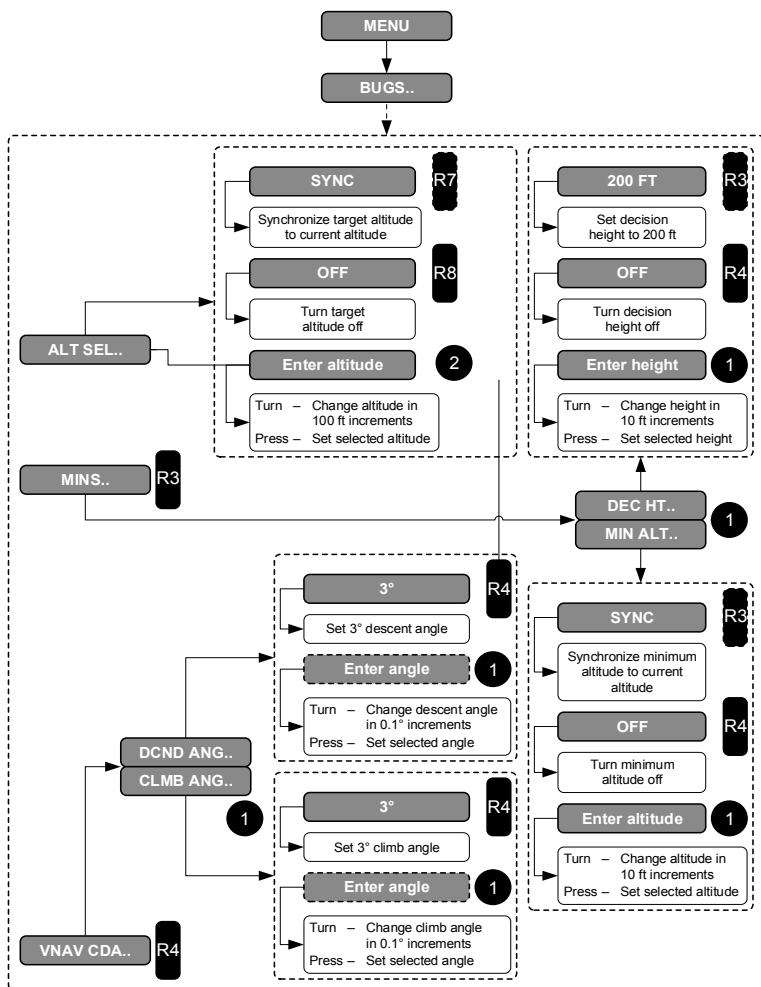 MENU
BUGS..
SYNC
R7
Synchronize target altitude
to current altitude
OFF
R8
Turn target
altitude off
ALT SEL..
Enter altitude
2
Turn – Change altitude in
100 ft increments
Press – Set selected altitude
200 FT
R3
Set decision
height to 200 ft
OFF
R4
Turn decision
height off
Enter height
1
Turn – Change height in
10 ft increments
Press – Set selected height
MINS..
R3
DEC HT..
MIN ALT..
1
3°
R4
Set 3° descent angle
Enter angle
1
Turn – Change descent angle
in 0.1° increments
Press – Set selected angle
DCND ANG..
CLMB ANG..
1
3°
R4
Set 3° climb angle
Enter angle
1
Turn – Change climb angle
in 0.1° increments
Press – Set selected angle
VNAV CDA..
R4
SYNC
R3
Synchronize minimum
altitude to current
altitude
OFF
R4
Turn minimum
altitude off
Enter altitude
1
Turn – Change altitude in
10 ft increments
Press – Set selected altitude